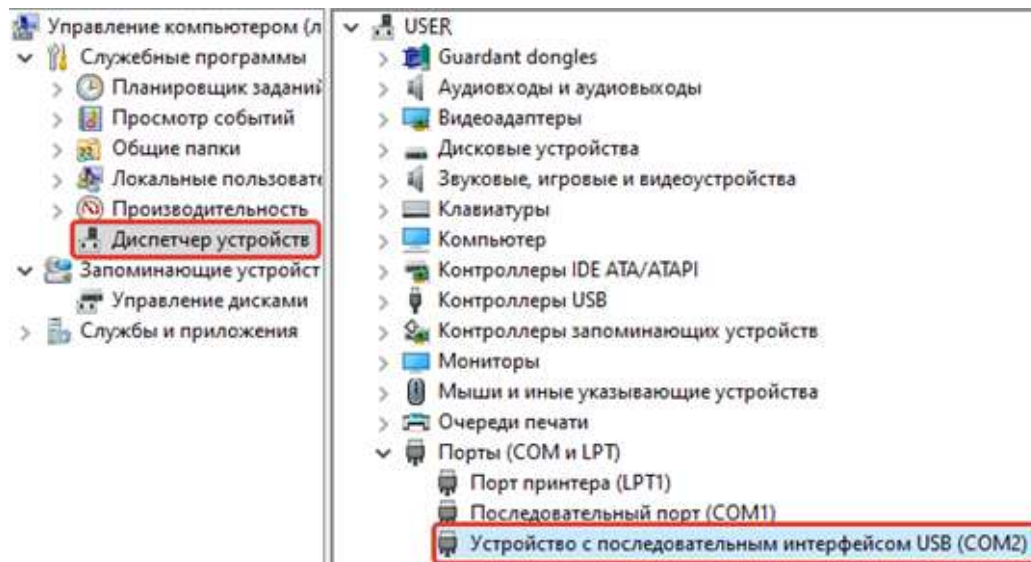 Управление компьютером (л
Служебные программы
Планировщик заданий
Просмотр событий
Общие папки
Локальные пользовате
Производительность
Диспетчер устройств
Запоминающие устройст
Управление дисками
Службы и приложения
USER
Guardant dongles
Аудиовходы и аудиовыходы
Видеоадаптеры
Дисковые устройства
Звуковые, игровые и видеоустройства
Клавиатуры
Компьютер
Контроллеры IDE ATA/ATAPI
Контроллеры USB
Контроллеры запоминающих устройств
Мониторы
Мыши и иные указывающие устройства
Очереди печати
Порты (COM и LPT)
Порт принтера (LPT1)
Последовательный порт (COM1)
Устройство с последовательным интерфейсом USB (COM2)